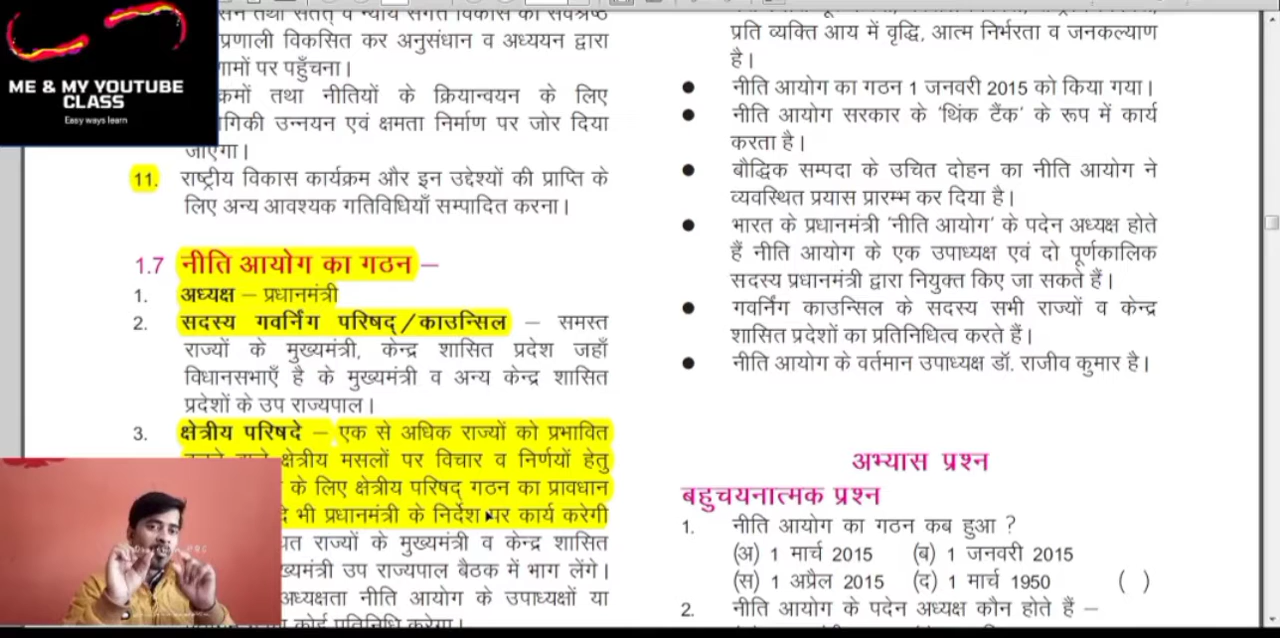 ME & MY YOUTUBE
CLASS
Easy ways learn
प्रणाली विकसित कर अनुसंधान व अध्ययन द्वारा
पर पहुँचना।
तथा नीतियों के क्रियान्वयन के लिए
उन्नयन एवं क्षमता निर्माण पर जोर दिया
जाएगा।
11. राष्ट्रीय विकास कार्यक्रम और इन उद्देश्यों की प्राप्ति के
लिए अन्य आवश्यक गतिविधियाँ सम्पादित करना।
1.7 नीति आयोग का गठन –
1. अध्यक्ष – प्रधानमंत्री
2. सदस्य गवर्निंग परिषद्/काउन्सिल – समस्त
राज्यों के मुख्यमंत्री, केन्द्र शासित प्रदेश जहाँ
विधानसभाएँ है के मुख्यमंत्री व अन्य केन्द्र शासित
प्रदेशों के उप राज्यपाल।
3. क्षेत्रीय परिषदे – एक से अधिक राज्यों को प्रभावित
क्षेत्रीय मसलों पर विचार व निर्णयों हेतु
के लिए क्षेत्रीय परिषद् गठन का प्रावधान
भी प्रधानमंत्री के निर्देश पर कार्य करेगी
राज्यों के मुख्यमंत्री व केन्द्र शासित
उप राज्यपाल बैठक में भाग लेंगे।
अध्यक्षता नीति आयोग के उपाध्यक्षों या
कोई प्रतिनिधि करेगा।
प्रति व्यक्ति आय में वृद्धि, आत्म निर्भरता व जनकल्याण
है।
● नीति आयोग का गठन 1 जनवरी 2015 को किया गया।
● नीति आयोग सरकार के 'थिंक टैंक' के रूप में कार्य
करता है।
● बौद्धिक सम्पदा के उचित दोहन का नीति आयोग ने
व्यवस्थित प्रयास प्रारम्भ कर दिया है।
● भारत के प्रधानमंत्री 'नीति आयोग' के पदेन अध्यक्ष होते
हैं नीति आयोग के एक उपाध्यक्ष एवं दो पूर्णकालिक
सदस्य प्रधानमंत्री द्वारा नियुक्त किए जा सकते हैं।
● गवर्निंग काउन्सिल के सदस्य सभी राज्यों व केन्द्र
शासित प्रदेशों का प्रतिनिधित्व करते हैं।
● नीति आयोग के वर्तमान उपाध्यक्ष डॉ. राजीव कुमार है।
अभ्यास प्रश्न
बहुचयनात्मक प्रश्न
1. नीति आयोग का गठन कब हुआ ?
(अ) 1 मार्च 2015 (ब) 1 जनवरी 2015
(स) 1 अप्रैल 2015 (द) 1 मार्च 1950 ( )
2. नीति आयोग के पदेन अध्यक्ष कौन होते हैं –